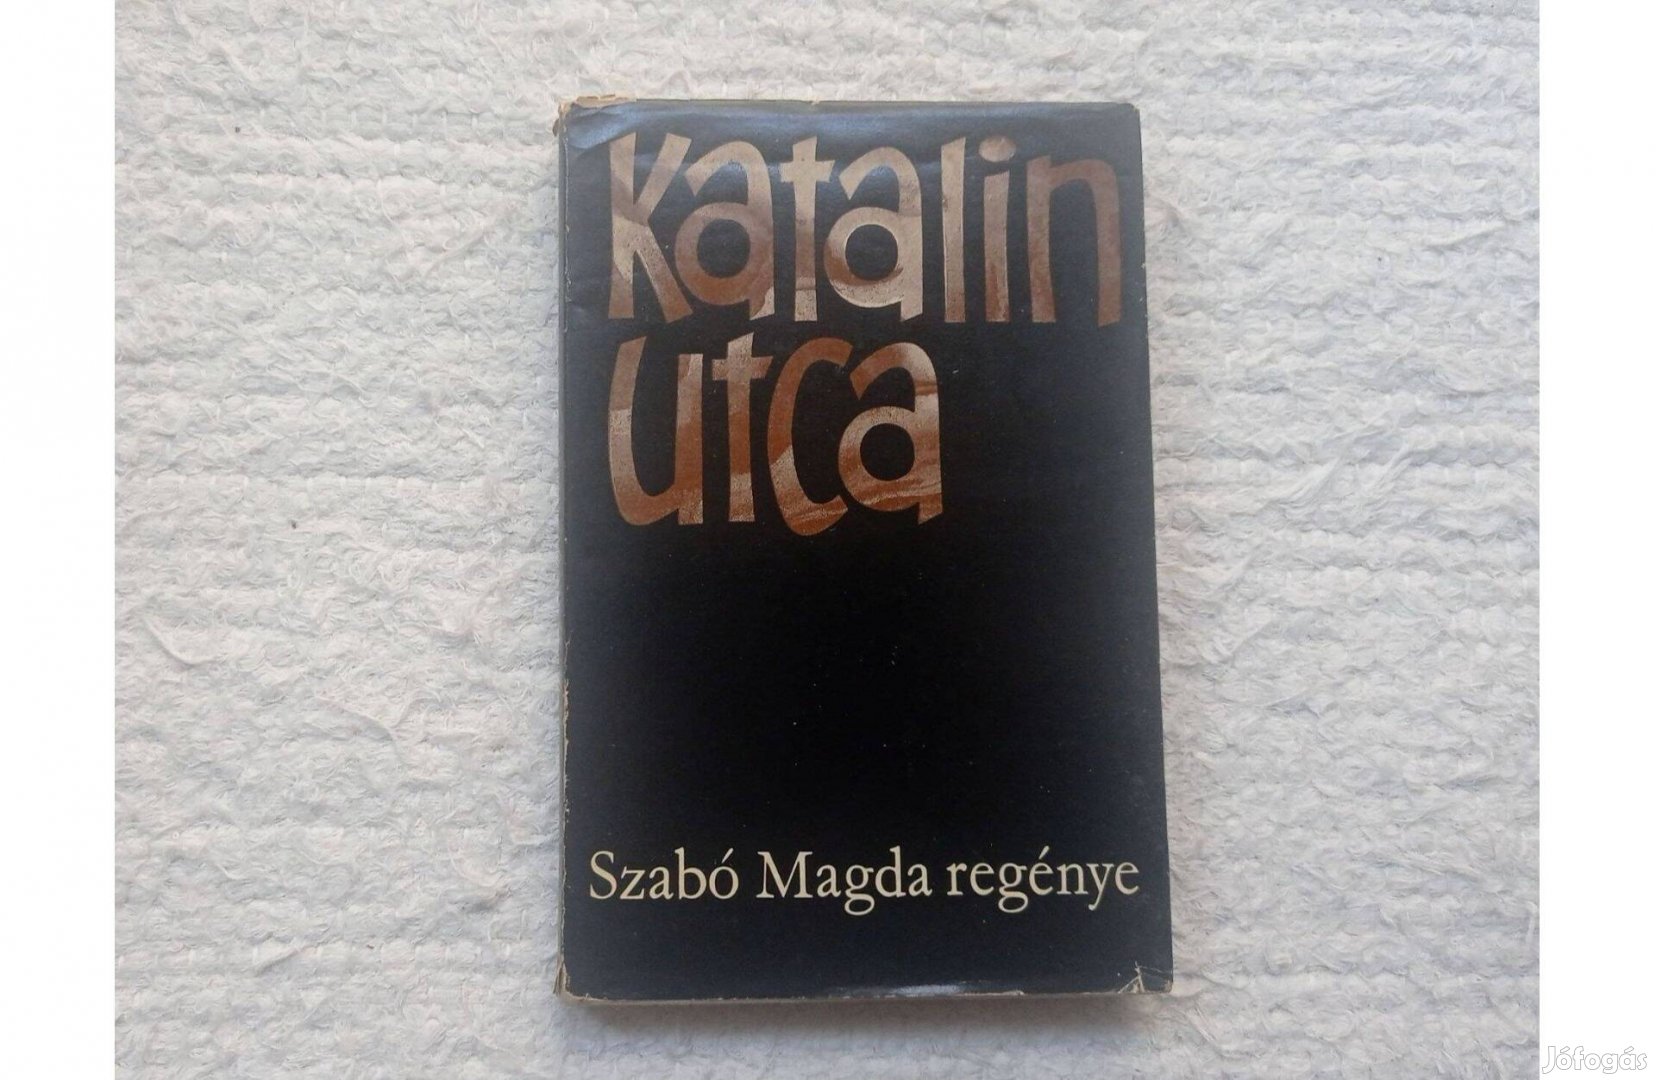 Katalin
utca
Szabó Magda regénye
Jófogás